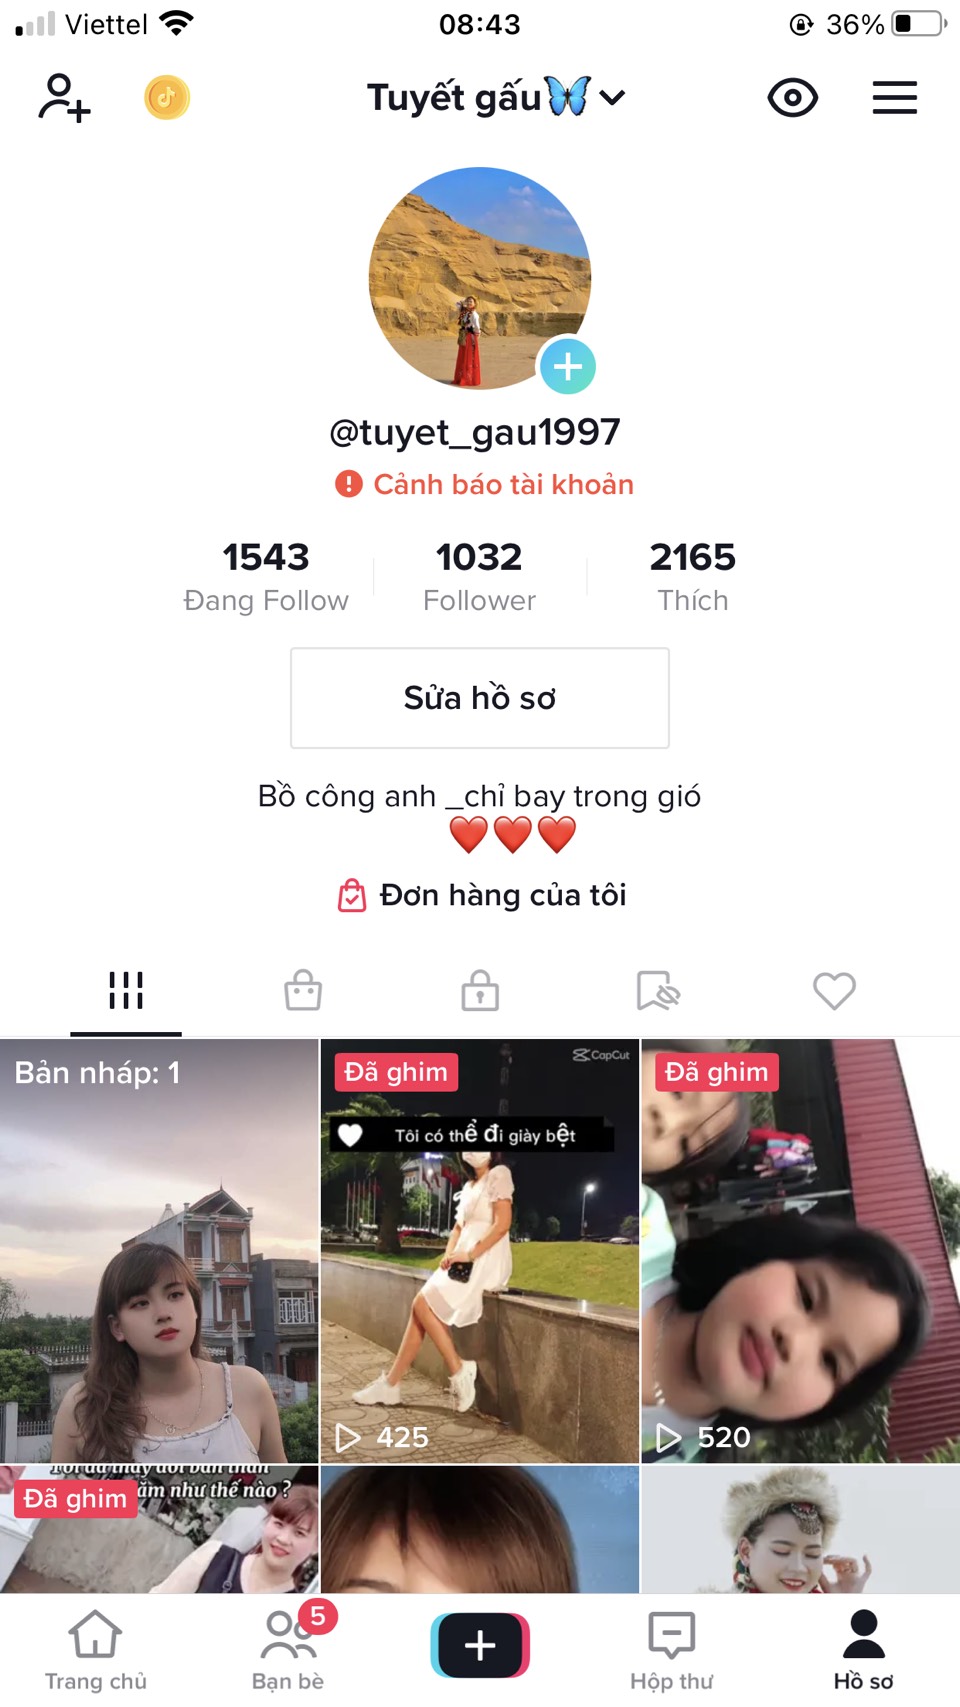 Viettel 08:43 36%
Tuyết gấu🦋
@tuyet_gau1997
Cảnh báo tài khoản
1543 1032 2165
Đang Follow Follower Thích
Sửa hồ sơ
Bồ công anh _chỉ bay trong gió
❤️❤️❤️
Đơn hàng của tôi
Bản nháp: 1
Đã ghim
CapCut
Tôi có thể đi giày bệt
425
Đã ghim
520
Đã ghim
ăm như thế nào ?
5
Trang chủ Bạn bè Hộp thư Hồ sơ